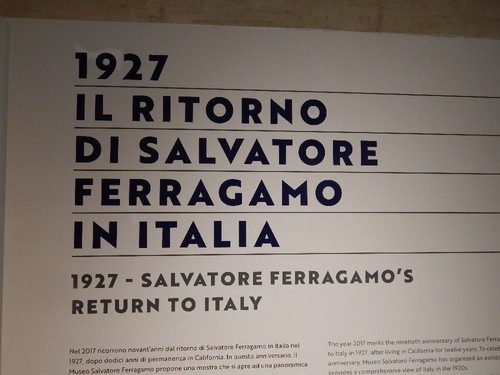 1927
IL RITORNO
DI SALVATORE
FERRAGAMO
IN ITALIA
1927 - SALVATORE FERRAGAMO'S
RETURN TO ITALY
Nel 2017 ricorrono novant'anni dal ritorno di Salvatore Ferragamo in Italia nel
1927, dopo dodici anni di permanenza in California. In questo anniversario, il
Museo Salvatore Ferragamo propone una mostra che si apre ad una panoramica
The year 2017 marks the ninetieth anniversary of Salvatore Ferra
to Italy in 1927, after living in California for twelve years. To celeb
anniversary, Museo Salvatore Ferragamo has organized an exhibi
provides a comprehensive view of Italy in the 1920s.